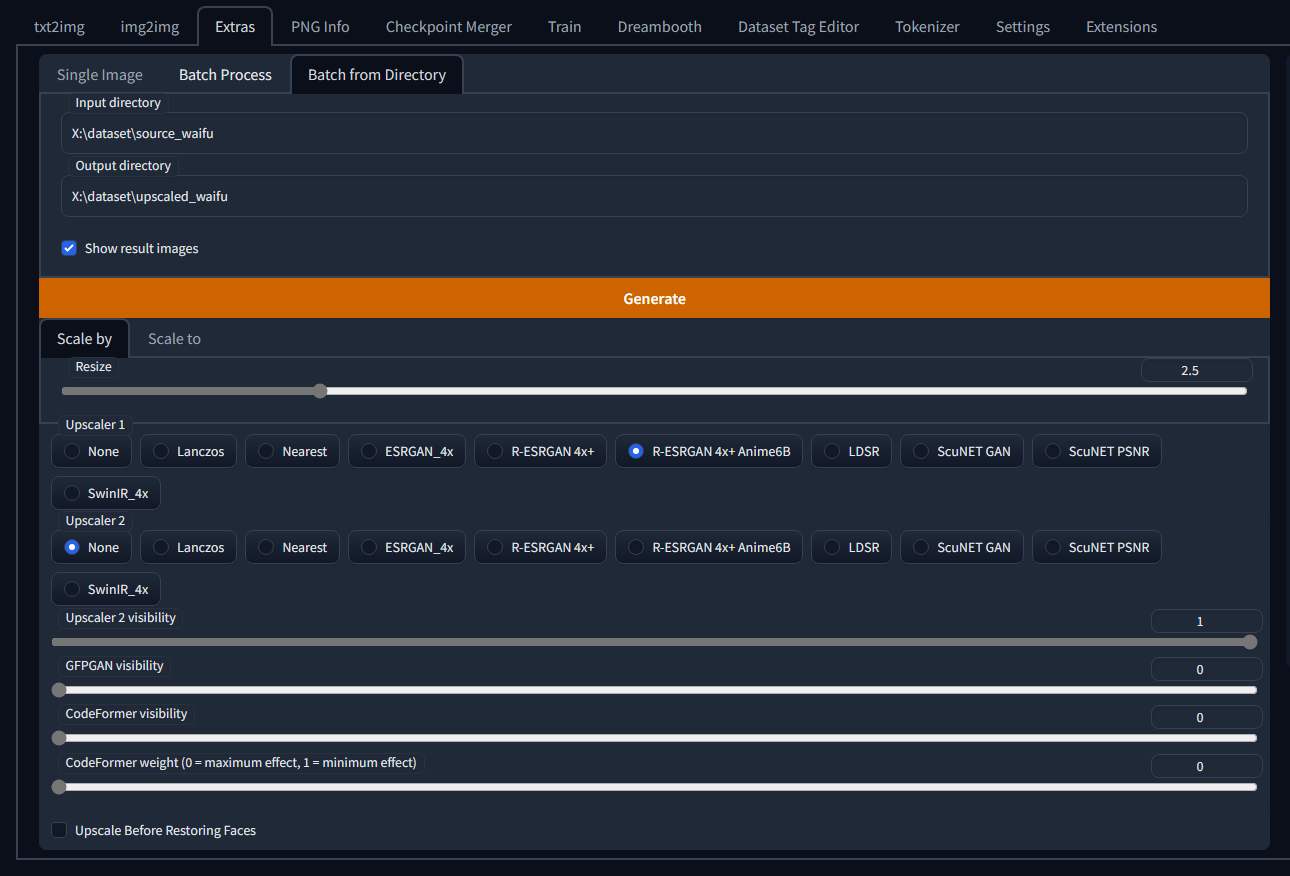 txt2img img2img Extras PNG Info Checkpoint Merger Train Dreambooth Dataset Tag Editor Tokenizer Settings Extensions
Single Image Batch Process Batch from Directory
Input directory
X:\dataset\source_waifu
Output directory
X:\dataset\upscaled_waifu
Show result images
Generate
Scale by Scale to
Resize 2.5
Upscaler 1
None Lanczos Nearest ESRGAN_4x R-ESRGAN 4x+ R-ESRGAN 4x+ Anime6B LDSR ScuNET GAN ScuNET PSNR
SwinIR_4x
Upscaler 2
None Lanczos Nearest ESRGAN_4x R-ESRGAN 4x+ R-ESRGAN 4x+ Anime6B LDSR ScuNET GAN ScuNET PSNR
SwinIR_4x
Upscaler 2 visibility 1
GFPGAN visibility 0
CodeFormer visibility 0
CodeFormer weight (0 = maximum effect, 1 = minimum effect) 0
Upscale Before Restoring Faces